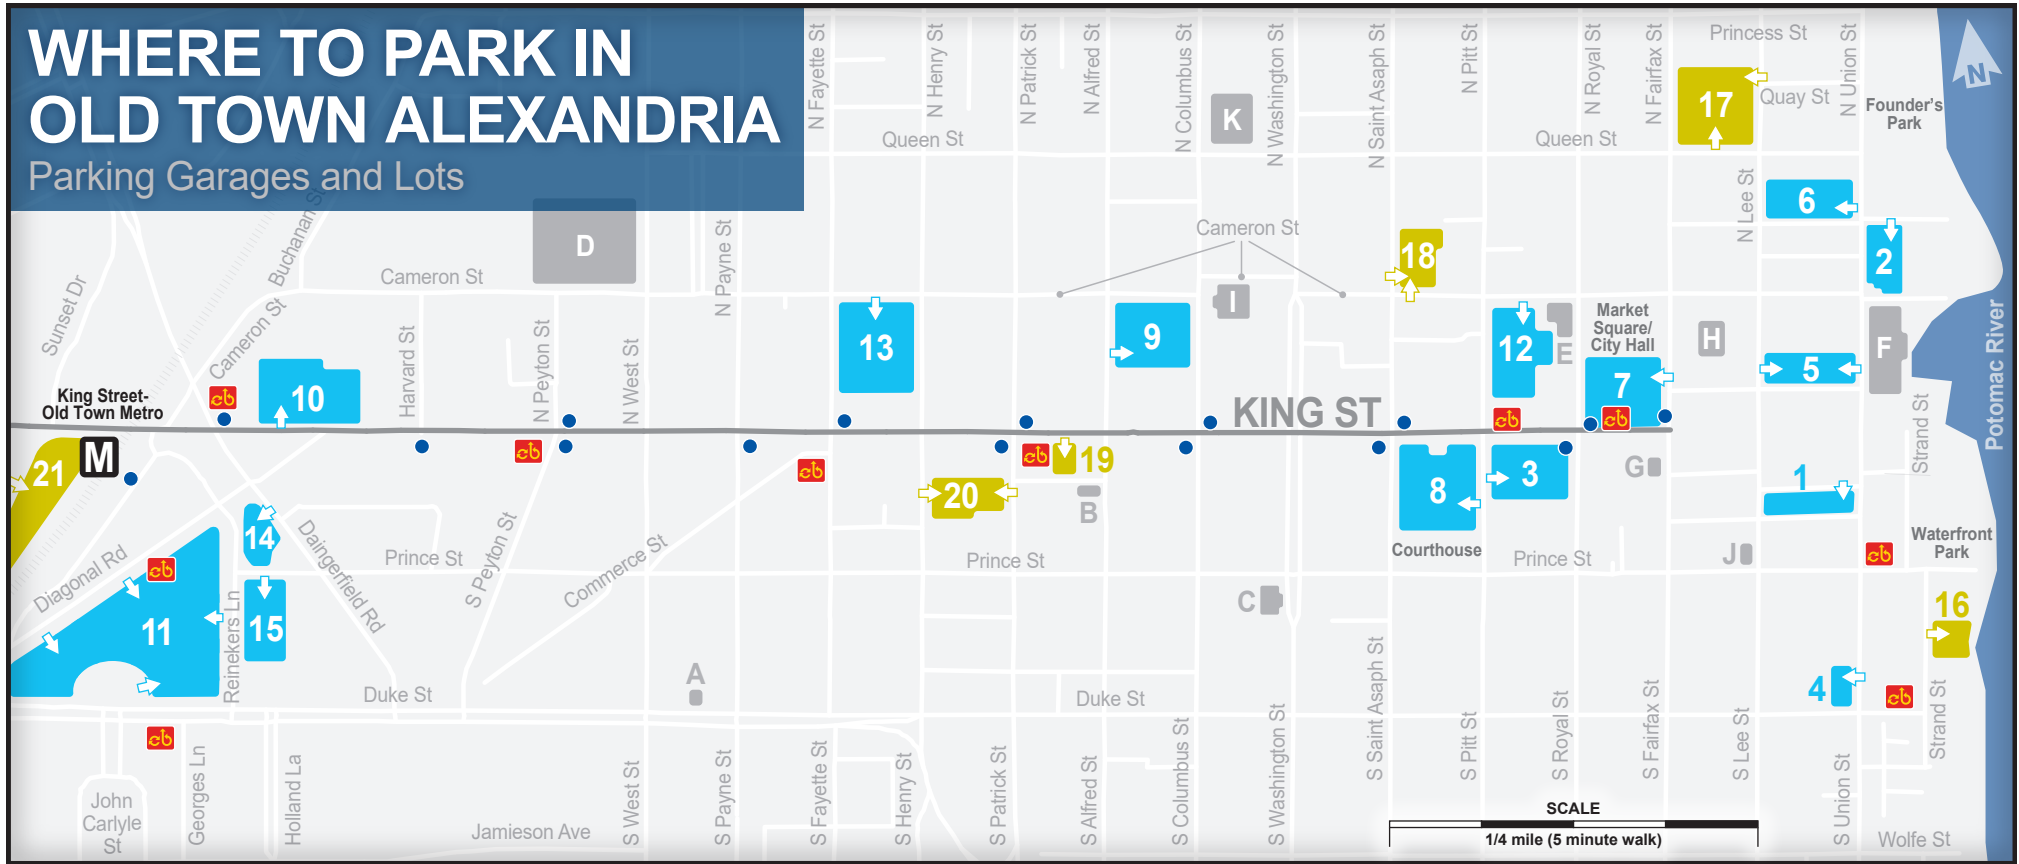 WHERE TO PARK IN
OLD TOWN ALEXANDRIA
Parking Garages and Lots
N Fayette St
N Henry St
N Patrick St
N Alfred St
N Columbus St
N Washington St
N Saint Asaph St
N Pitt St
N Royal St
N Fairfax St
Princess St
N Union St
N
17
Quay St
Founder's
Park
K
Queen St
Queen St
Buchanan St
N Lee St
6
D
N Payne St
Cameron St
18
2
Cameron St
Sunset Dr
Cameron St
I
Market
Square/
City Hall
Potomac River
Harvard St
N Peyton St
N West St
13
9
12
E
H
F
7
5
King Street-
Old Town Metro
10
KING ST
Strand St
21
M
19
20
B
8
3
G
1
14
Courthouse
Waterfront
Park
Daingerfield Rd
Prince St
S Peyton St
Commerce St
Prince St
Prince St
J
Diagonal Rd
Reinekers Ln
11
15
C
16
A
S Saint Asaph St
4
Duke St
Duke St
S Pitt St
S Royal St
S Fairfax St
S Lee St
Strand St
Georges Ln
Holland La
S West St
S Payne St
S Fayette St
S Henry St
S Patrick St
S Alfred St
S Columbus St
S Washington St
S Union St
John
Carlyle
St
Jamieson Ave
SCALE
1/4 mile (5 minute walk)
Wolfe St